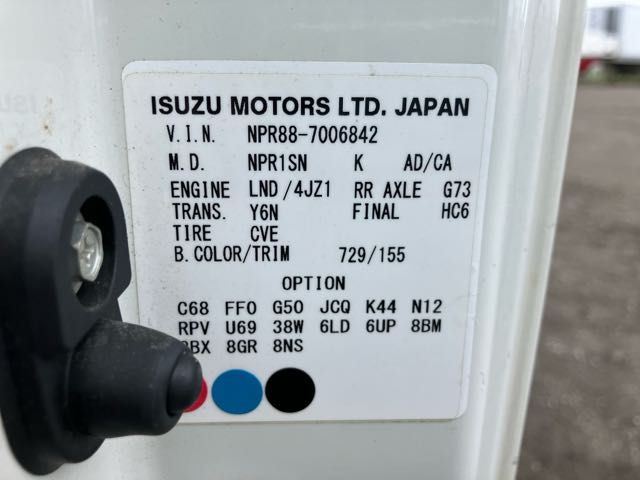 ISUZU MOTORS LTD. JAPAN
V.I.N. NPR88-7006842
M.D. NPR1SN K AD/CA
ENGINE LND/4JZ1 RR AXLE G73
TRANS. Y6N FINAL HC6
TIRE CVE
B.COLOR/TRIM 729/155
OPTION
C68 FF0 G50 JCQ K44 N12
RPV U69 38W 6LD 6UP 8BM
8GR 8NS